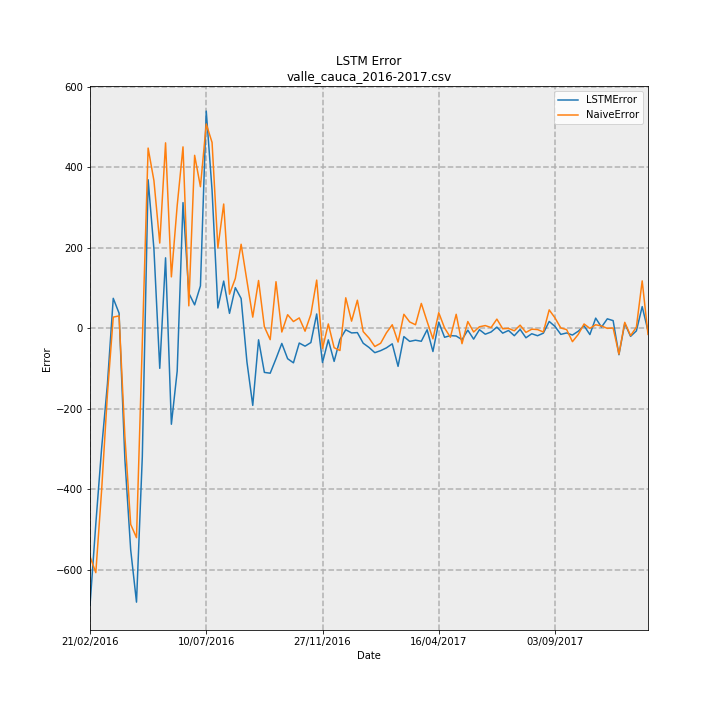 LSTM Error
valle_cauca_2016-2017.csv
LSTMError
NaiveError
600
400
200
0
−200
−400
−600
Error
21/02/2016
10/07/2016
27/11/2016
16/04/2017
03/09/2017
Date